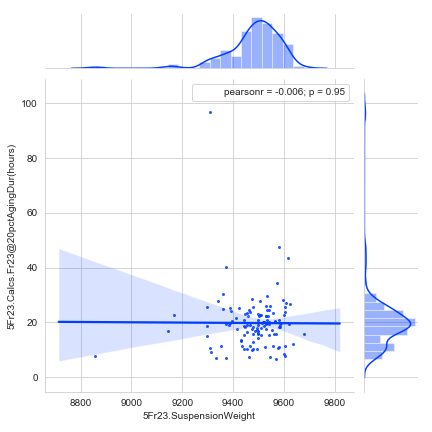 pearsonr = -0.006; p = 0.95
100
80
60
40
20
0
5Fr23.Calcs.Fr23@20pctAgingDur(hours)
8800 9000 9200 9400 9600 9800
5Fr23.SuspensionWeight